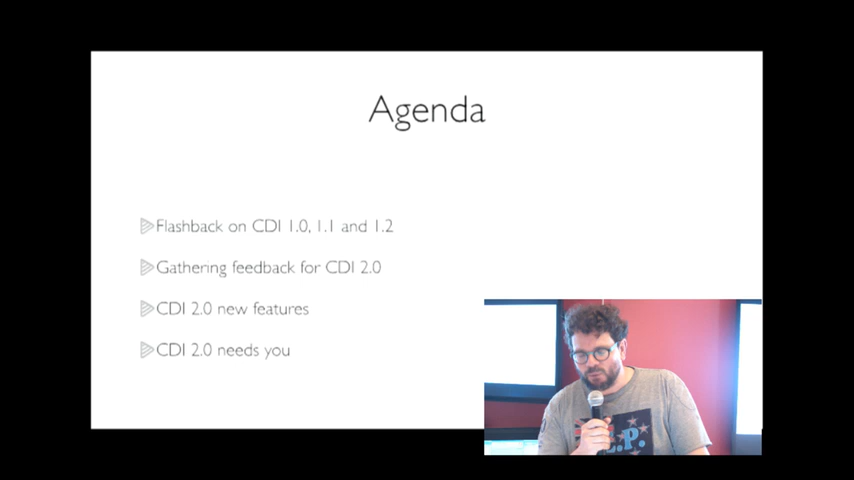 Agenda
Flashback on CDI 1.0, 1.1 and 1.2
Gathering feedback for CDI 2.0
CDI 2.0 new features
CDI 2.0 needs you
.P.